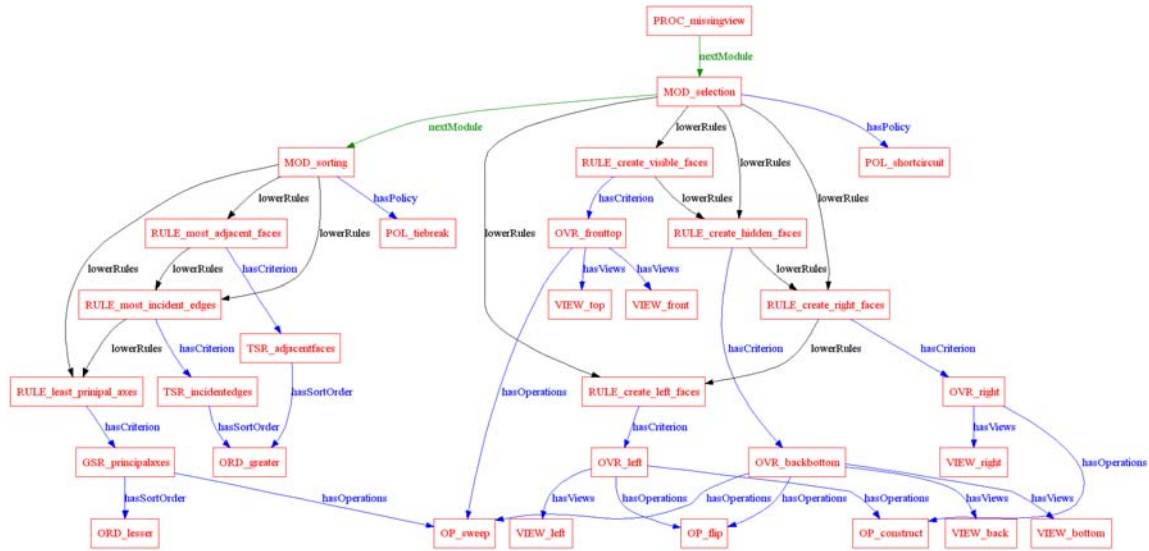 PROC_missingview
nextModule
MOD_selection
nextModule
lowerRules
hasPolicy
MOD_sorting
RULE_create_visible_faces
lowerRules
POL_shortcircuit
lowerRules
hasPolicy
hasCriterion
lowerRules
RULE_most_adjacent_faces
POL_tiebreak
OVR_fronttop
RULE_create_hidden_faces
lowerRules
lowerRules
lowerRules
lowerRules
lowerRules
hasCriterion
hasViews
hasViews
lowerRules
RULE_most_incident_edges
VIEW_top
VIEW_front
RULE_create_right_faces
lowerRules
hasCriterion
TSR_adjacentfaces
hasCriterion
lowerRules
hasCriterion
RULE_least_prinipal_axes
TSR_incidentedges
hasSortOrder
hasOperations
RULE_create_left_faces
OVR_right
hasCriterion
hasSortOrder
hasCriterion
hasViews
GSR_principalaxes
ORD_greater
OVR_left
OVR_backbottom
VIEW_right
hasOperations
hasSortOrder
hasOperations
hasViews
hasOperations
hasOperations
hasOperations
hasOperations
hasViews
hasViews
ORD_lesser
OP_sweep
VIEW_left
OP_flip
OP_construct
VIEW_back
VIEW_bottom